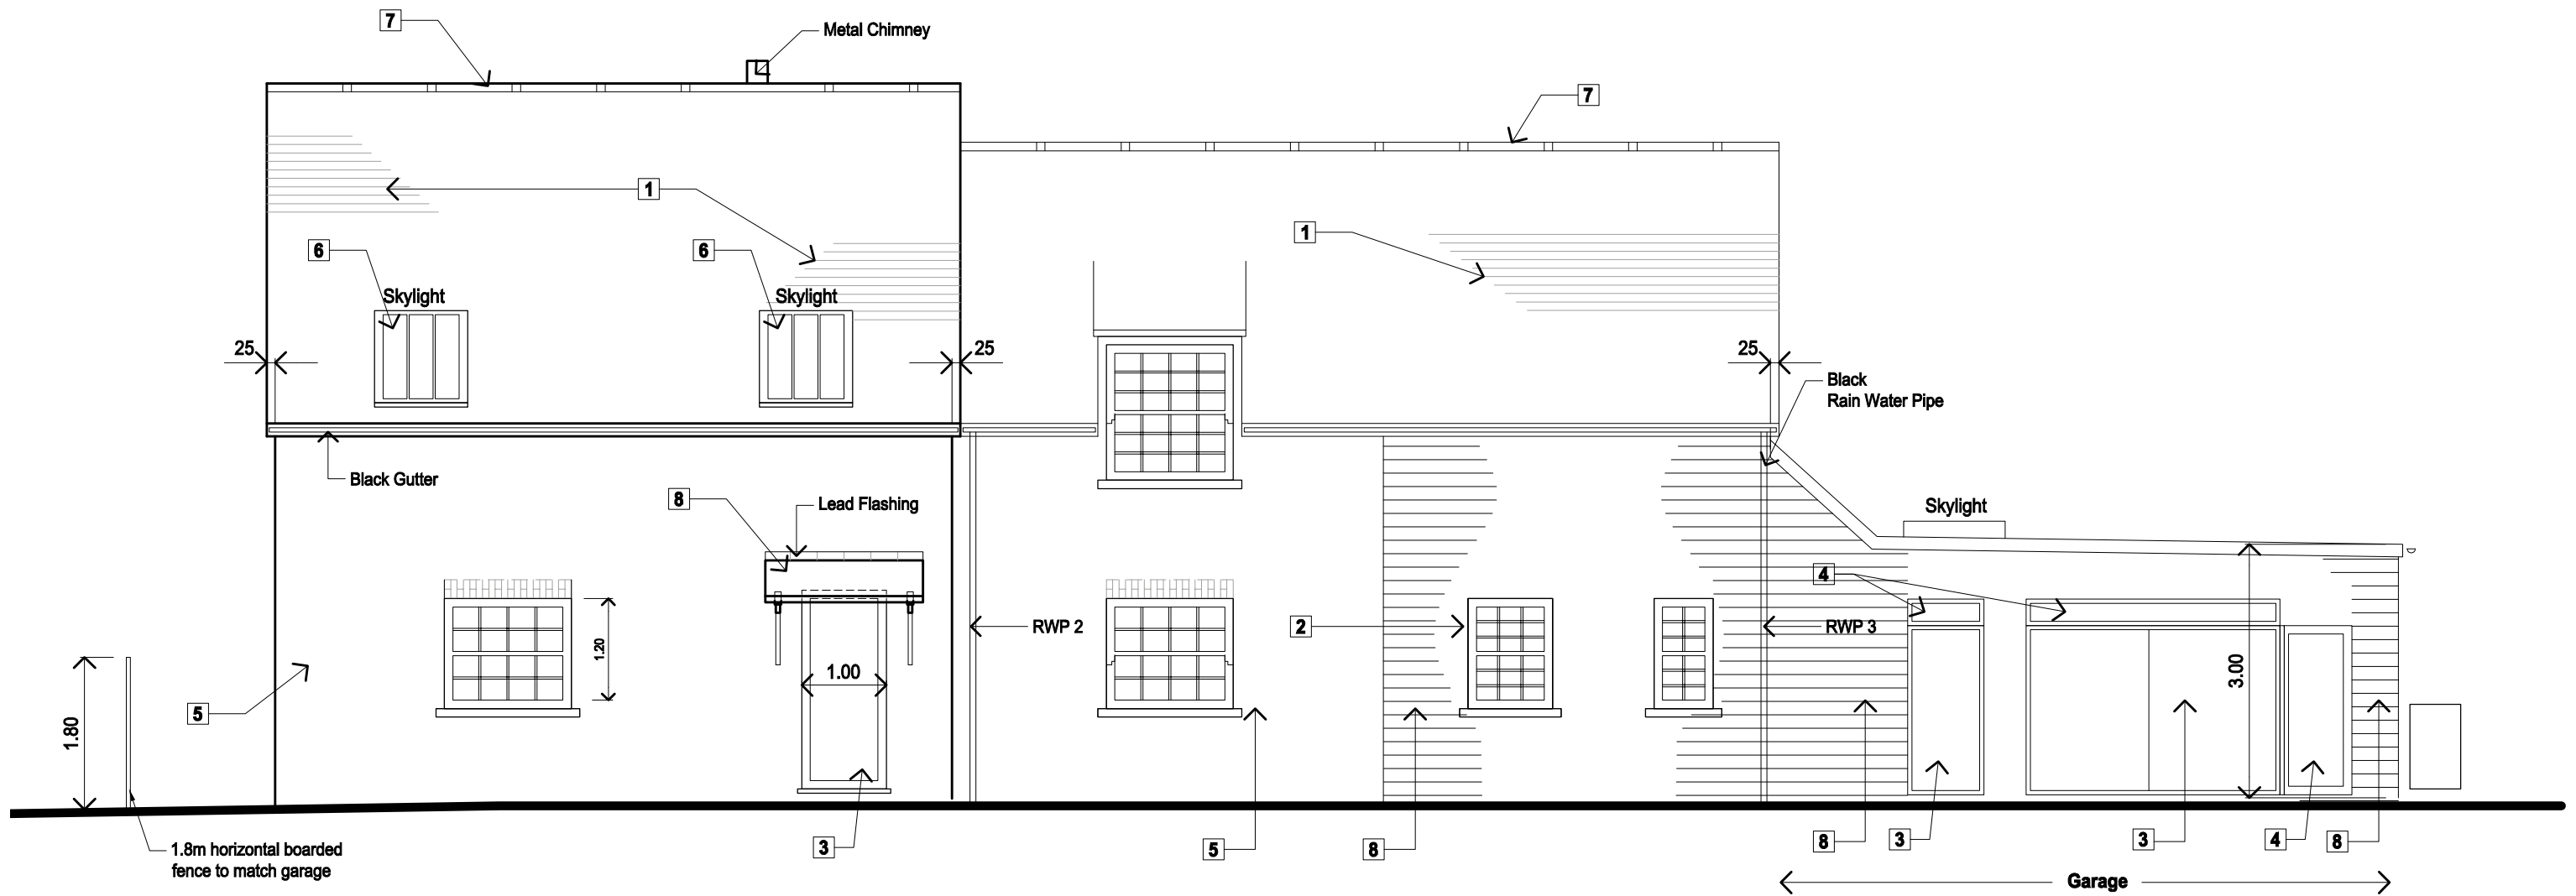 7
Metal Chimney
7
1
1
6
6
Skylight
Skylight
25
25
25
Black
Rain Water Pipe
Black Gutter
8
Lead Flashing
Skylight
4
1.20
RWP 2
2
RWP 3
1.00
3.00
5
1.80
1.8m horizontal boarded
fence to match garage
3
5
8
8
3
3
4
8
Garage